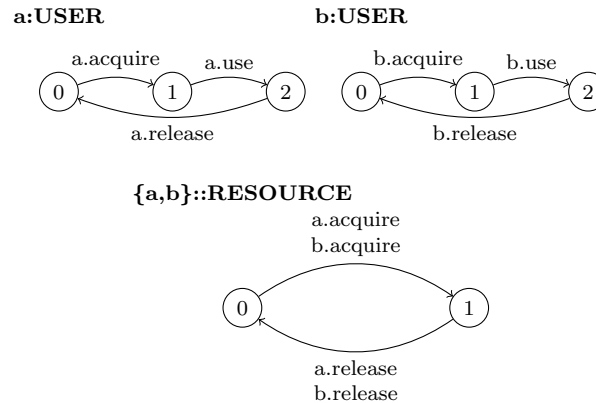 a:USER
b:USER
a.acquire
a.use
b.acquire
b.use
0
1
2
0
1
2
a.release
b.release
{a,b}::RESOURCE
a.acquire
b.acquire
0
1
a.release
b.release